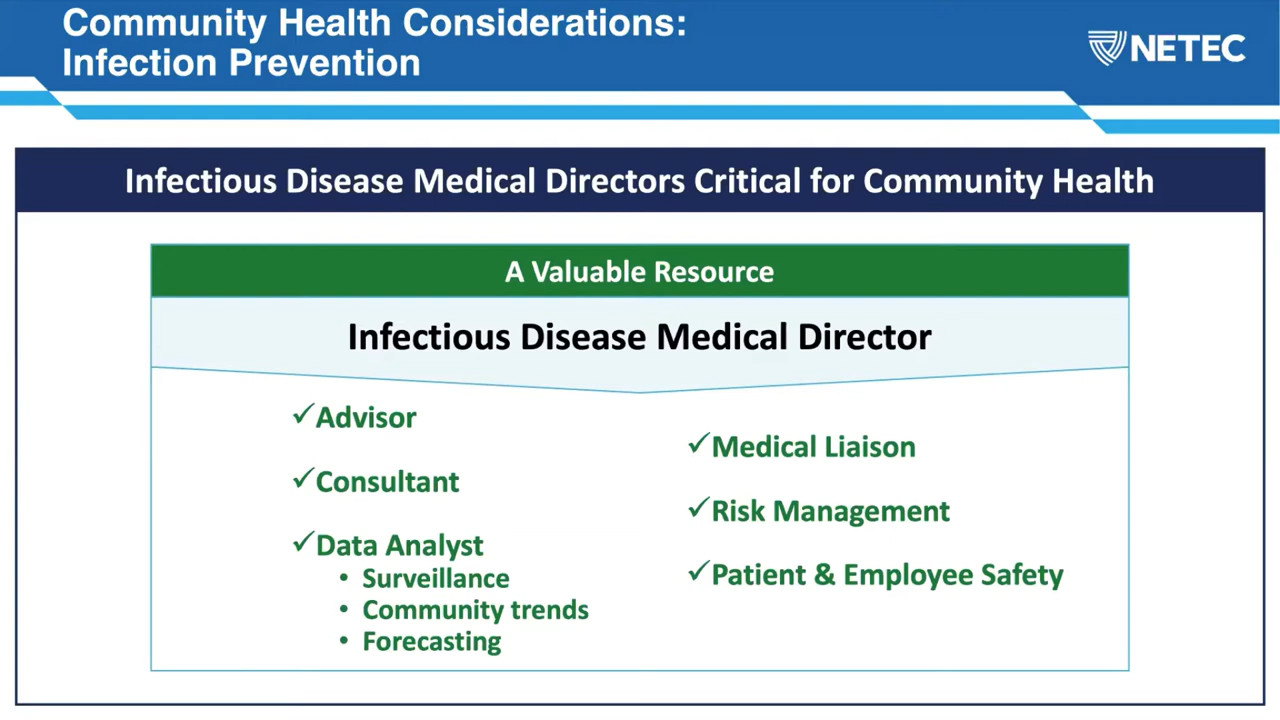 Community Health Considerations:
Infection Prevention
NETEC
Infectious Disease Medical Directors Critical for Community Health
A Valuable Resource
Infectious Disease Medical Director
✓Advisor
✓Consultant
✓Data Analyst
• Surveillance
• Community trends
• Forecasting
✓Medical Liaison
✓Risk Management
✓Patient & Employee Safety